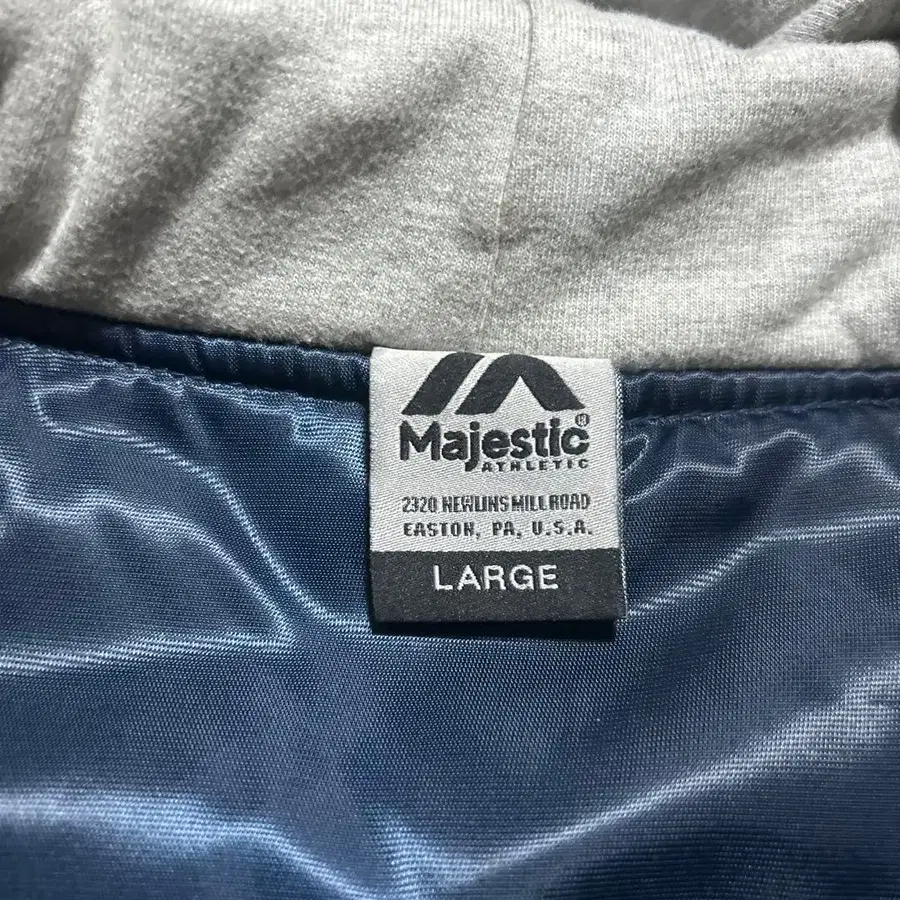 Majestic®
ATHLETIC
2320 NEWLINS MILL ROAD
EASTON, PA, U.S.A.
LARGE